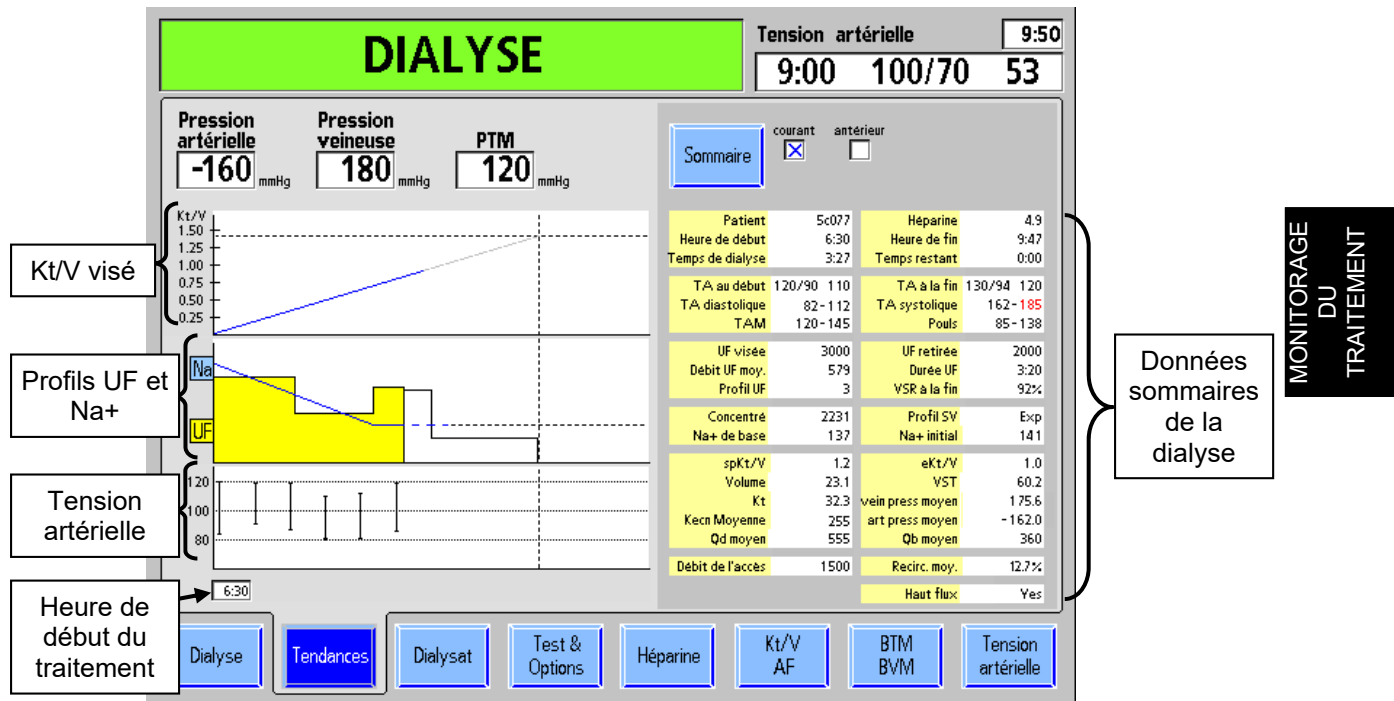 DIALYSE
Tension artérielle 9:50
9:00 100/70 53
Pression artérielle
-160 mmHg
Pression veineuse
180 mmHg
PTM
120 mmHg
Sommaire
courant antérieur
Kt/V
1.50
1.25
1.00
0.75
0.50
0.25
Na
UF
120
100
80
6:30
Patient 5c077 Héparine 4.9
Heure de début 6:30 Heure de fin 9:47
Temps de dialyse 3:27 Temps restant 0:00
TA au début 120/90 110 TA à la fin 130/94 120
TA diastolique 82-112 TA systolique 162-185
TAM 120-145 Pouls 85-138
UF visée 3000 UF retirée 2000
Débit UF moy. 579 Durée UF 3:20
Profil UF 3 VSR à la fin 92%
Concentré 2231 Profil SV Exp
Na+ de base 137 Na+ initial 141
spKt/V 1.2 eKt/V 1.0
Volume 23.1 VST 60.2
Kt 32.3 vein press moyen 175.6
Kecn Moyenne 255 art press moyen -162.0
Qd moyen 555 Qb moyen 360
Débit de l'accès 1500 Recirc. moy. 12.7%
Haut flux Yes
Dialyse
Tendances
Dialysat
Test &
Options
Héparine
Kt/V
AF
BTM
BVM
Tension
artérielle
Kt/V visé
Profils UF et
Na+
Tension
artérielle
Heure de
début du
traitement
Données
sommaires
de la
dialyse
MONITORAGE
DU
TRAITEMENT